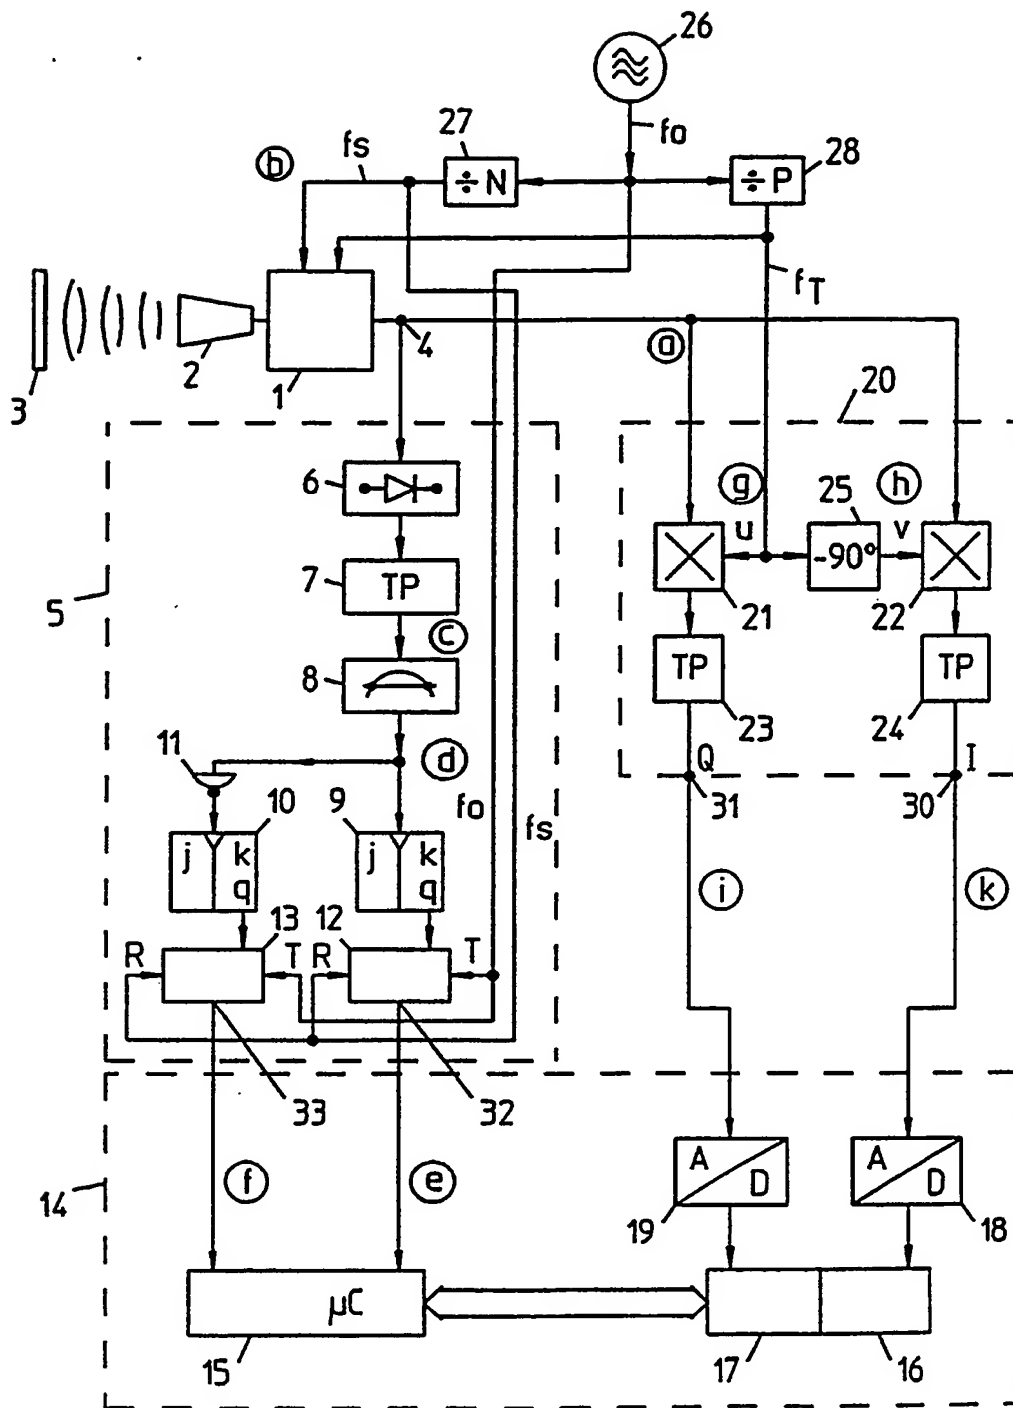 26
fo
27
÷ N
28
÷ P
fs
b
f T
3
2
1
4
a
20
5
6
7
TP
c
8
g
u
25
-90°
h
v
21
22
TP
23
TP
24
11
d
Q
31
I
30
10
j
k
q
9
j
k
q
fo
fs
i
k
R
13
T
R
12
T
33
32
14
f
e
A
D
19
A
D
18
µC
15
17
16